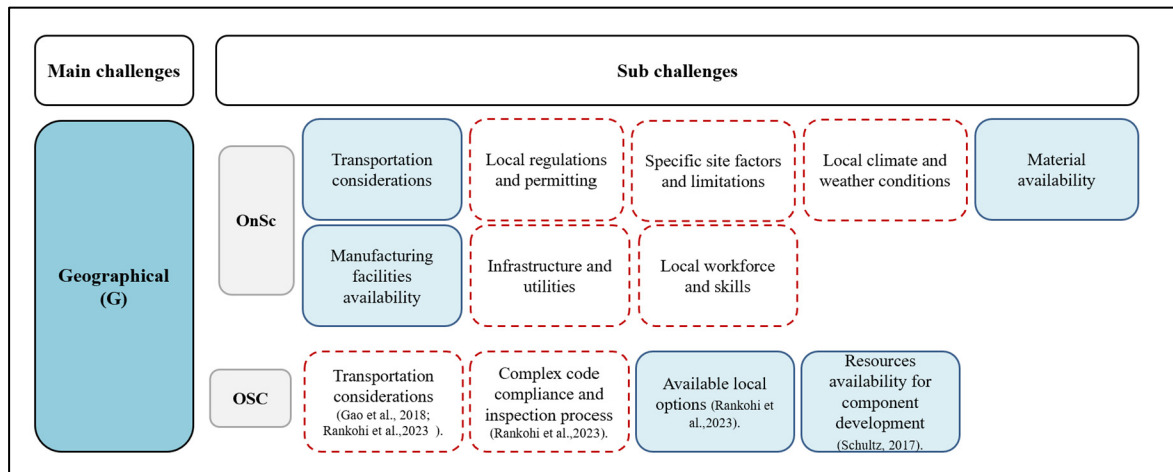 Main challenges
Sub challenges
Geographical
(G)
OnSc
Transportation
considerations
Local regulations
and permitting
Specific site factors
and limitations
Local climate and
weather conditions
Material
availability
Manufacturing
facilities
availability
Infrastructure and
utilities
Local workforce
and skills
OSC
Transportation
considerations
(Gao et al., 2018;
Rankohi et al.,2023 ).
Complex code
compliance and
inspection process
(Rankohi et al.,2023).
Available local
options (Rankohi et
al.,2023).
Resources
availability for
component
development
(Schultz, 2017).